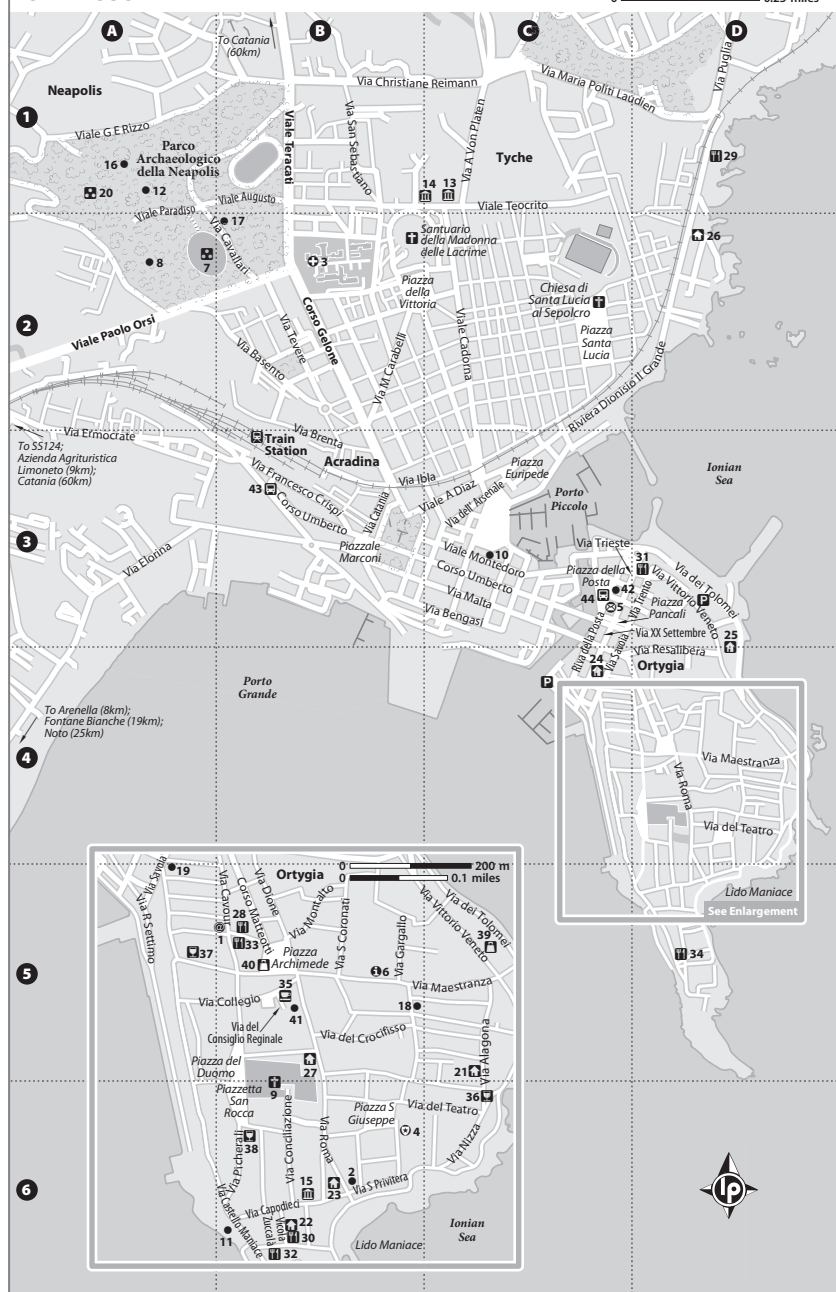 0 0.25 miles
A
B
C
D
To Catania
(60km)
Neapolis
Via Christiane Reimann
Via Maria Politi Laudien
Via Puglia
1
Viale G E Rizzo
Viale Teracati
Via San Sebastiano
Via A Von Platen
Tyche
Parco
Archaeologico
della Neapolis
29
16
20
12
14
13
Viale Augusto
Viale Teocrito
Viale Paradiso
17
Via Cavallari
Santuario
della Madonna
delle Lacrime
26
8
7
3
Piazza
della
Vittoria
Chiesa di
Santa Lucia
al Sepolcro
2
Viale Paolo Orsi
Corso Gelone
Via Tevere
Via Basento
Via M Carabelli
Viale Cadorna
Piazza
Santa
Lucia
Riviera Dionisio II Grande
Via Ermocrate
Train
Station
Via Brenta
Acradina
To SS124;
Azienda Agrituristica
Limoneto (9km);
Catania (60km)
43
Via Francesco Crispi
Corso Umberto
Via Catania
Via Ibla
Viale A Diaz
Via dell' Arsenale
Piazza
Euripede
Porto
Piccolo
Ionian
Sea
3
Via Elorina
Piazzale
Marconi
Viale Montedoro
10
Corso Umberto
Via Malta
Via Bengasi
Via Trieste
31
Piazza della
Posta
42
44
5
Via Trento
Via Vittorio Veneto
Via dei Tolomei
P
Piazza
Pancali
Via XX Settembre
Riva della Posta
Via Savoia
Via Resalibera
25
24
Ortygia
P
Porto
Grande
To Arenella (8km);
Fontane Bianche (19km);
Noto (25km)
4
Via Maestranza
Via Roma
Via del Teatro
Lido Maniace
See Enlargement
34
Via Savoia
19
Ortygia
0 200 m
0 0.1 miles
Via R Settimo
Via Cavour
Corso Matteotti
Via Dione
Via Montalto
Via S Coronati
Via Gargallo
Via Vittorio Veneto
Via dei Tolomei
28
1
33
37
39
40
Piazza
Archimede
6
5
Via Maestranza
35
Via Collegio
41
18
Via del
Consiglio Reginale
Via del Crocifisso
Piazza del
Duomo
27
21
Via Alagona
Piazzetta
San
Rocca
9
Piazza S
Giuseppe
Via del Teatro
36
4
Via Conciliazione
Via Roma
Via Nizza
38
Via Picherali
6
15
23
2
Via S Privitera
Via Capodieci
Via Castello Maniace
11
Vicola
Zuccalà
22
30
32
Lido Maniace
Ionian
Sea
lp